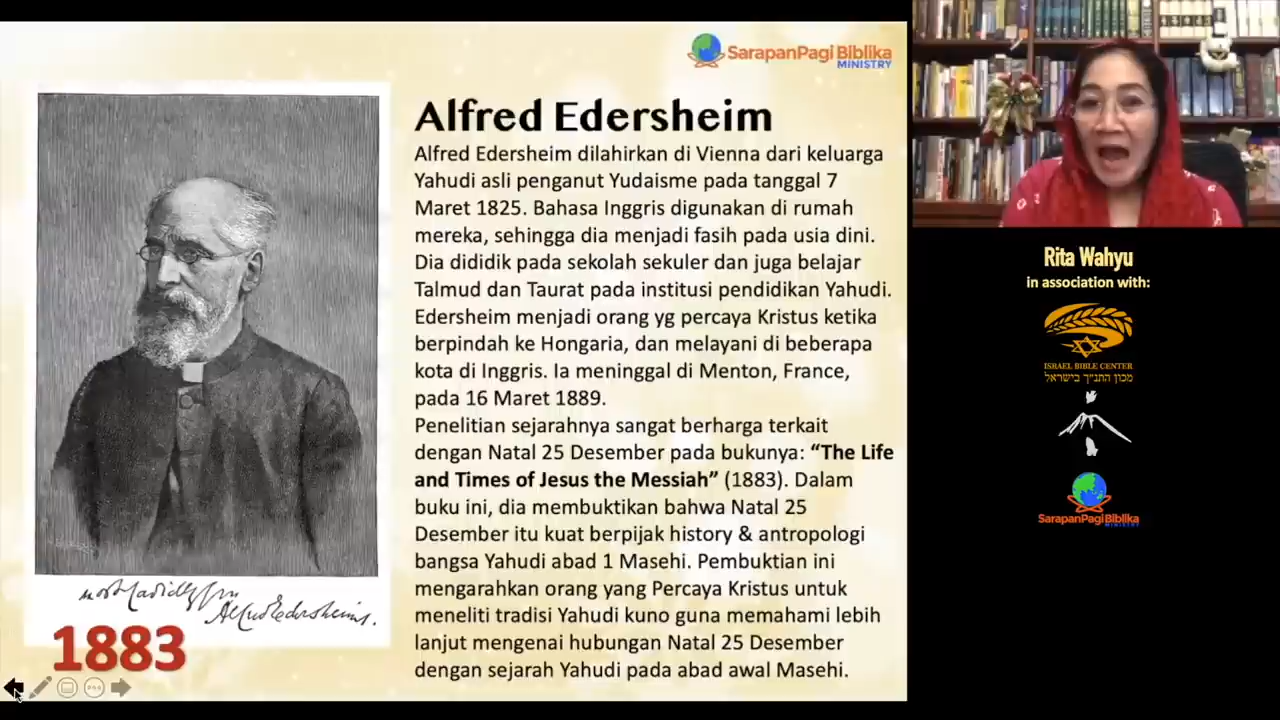 SarapanPagi Biblika
MINISTRY
Alfred Edersheim
Alfred Edersheim dilahirkan di Vienna dari keluarga
Yahudi asli penganut Yudaisme pada tanggal 7
Maret 1825. Bahasa Inggris digunakan di rumah
mereka, sehingga dia menjadi fasih pada usia dini.
Dia dididik pada sekolah sekuler dan juga belajar
Talmud dan Taurat pada institusi pendidikan Yahudi.
Edersheim menjadi orang yg percaya Kristus ketika
berpindah ke Hongaria, dan melayani di beberapa
kota di Inggris. Ia meninggal di Menton, France,
pada 16 Maret 1889.
Penelitian sejarahnya sangat berharga terkait
dengan Natal 25 Desember pada bukunya: “The Life
and Times of Jesus the Messiah” (1883). Dalam
buku ini, dia membuktikan bahwa Natal 25
Desember itu kuat berpijak history & antropologi
bangsa Yahudi abad 1 Masehi. Pembuktian ini
mengarahkan orang yang Percaya Kristus untuk
meneliti tradisi Yahudi kuno guna memahami lebih
lanjut mengenai hubungan Natal 25 Desember
dengan sejarah Yahudi pada abad awal Masehi.
Alfred Edersheim.
1883
Rita Wahyu
in association with:
ISRAEL BIBLE CENTER
מכון התנ״ך בישראל
SarapanPagi Biblika
MINISTRY